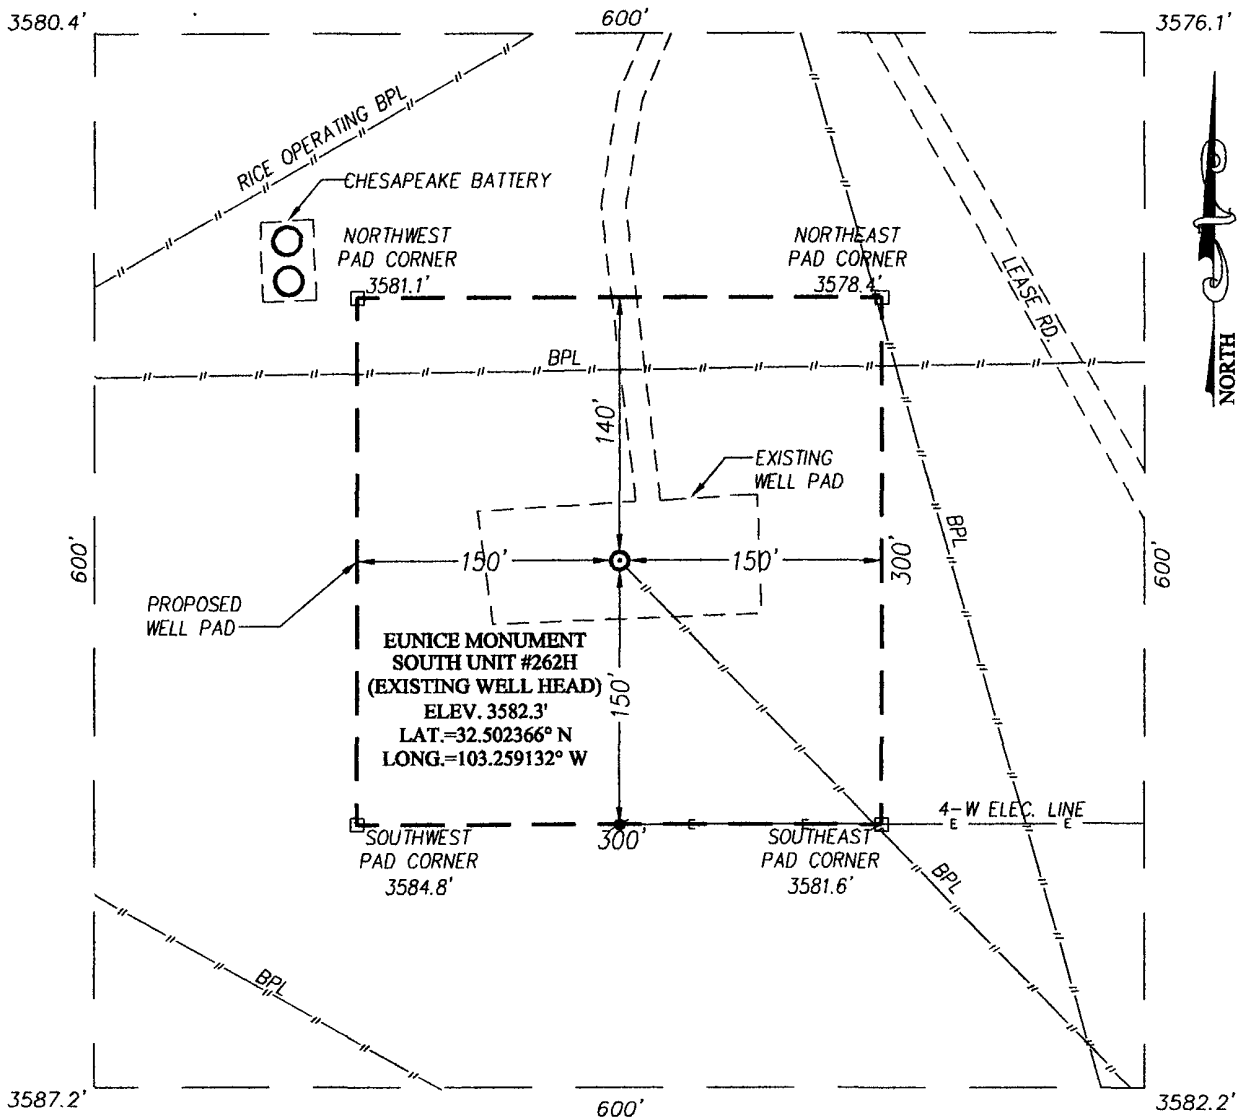 3580.4'
600'
3576.1'
RICE OPERATING BPL
CHESAPEAKE BATTERY
NORTHWEST
PAD CORNER
3581.1'
NORTHEAST
PAD CORNER
3578.4'
LEASE RD.
NORTH
BPL
140'
EXISTING
WELL PAD
BPL
600'
150'
150'
300'
600'
PROPOSED
WELL PAD
EUNICE MONUMENT
SOUTH UNIT #262H
(EXISTING WELL HEAD)
ELEV. 3582.3'
LAT.=32.502366° N
LONG.=103.259132° W
150'
4-W ELEC. LINE
E
E
E
E
SOUTHWEST
PAD CORNER
3584.8'
300'
SOUTHEAST
PAD CORNER
3581.6'
BPL
BPL
3587.2'
600'
3582.2'